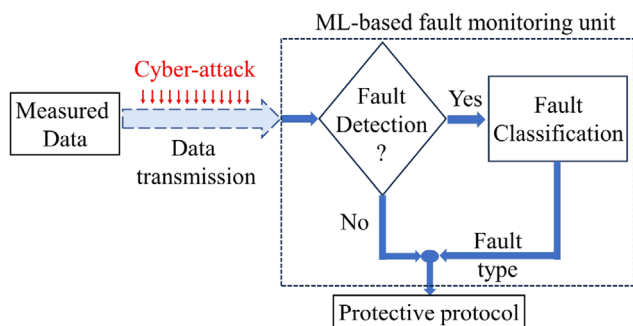 ML-based fault monitoring unit
Cyber-attack
Measured
Data
Data
transmission
Fault
Detection
?
Yes
Fault
Classification
No
Fault
type
Protective protocol